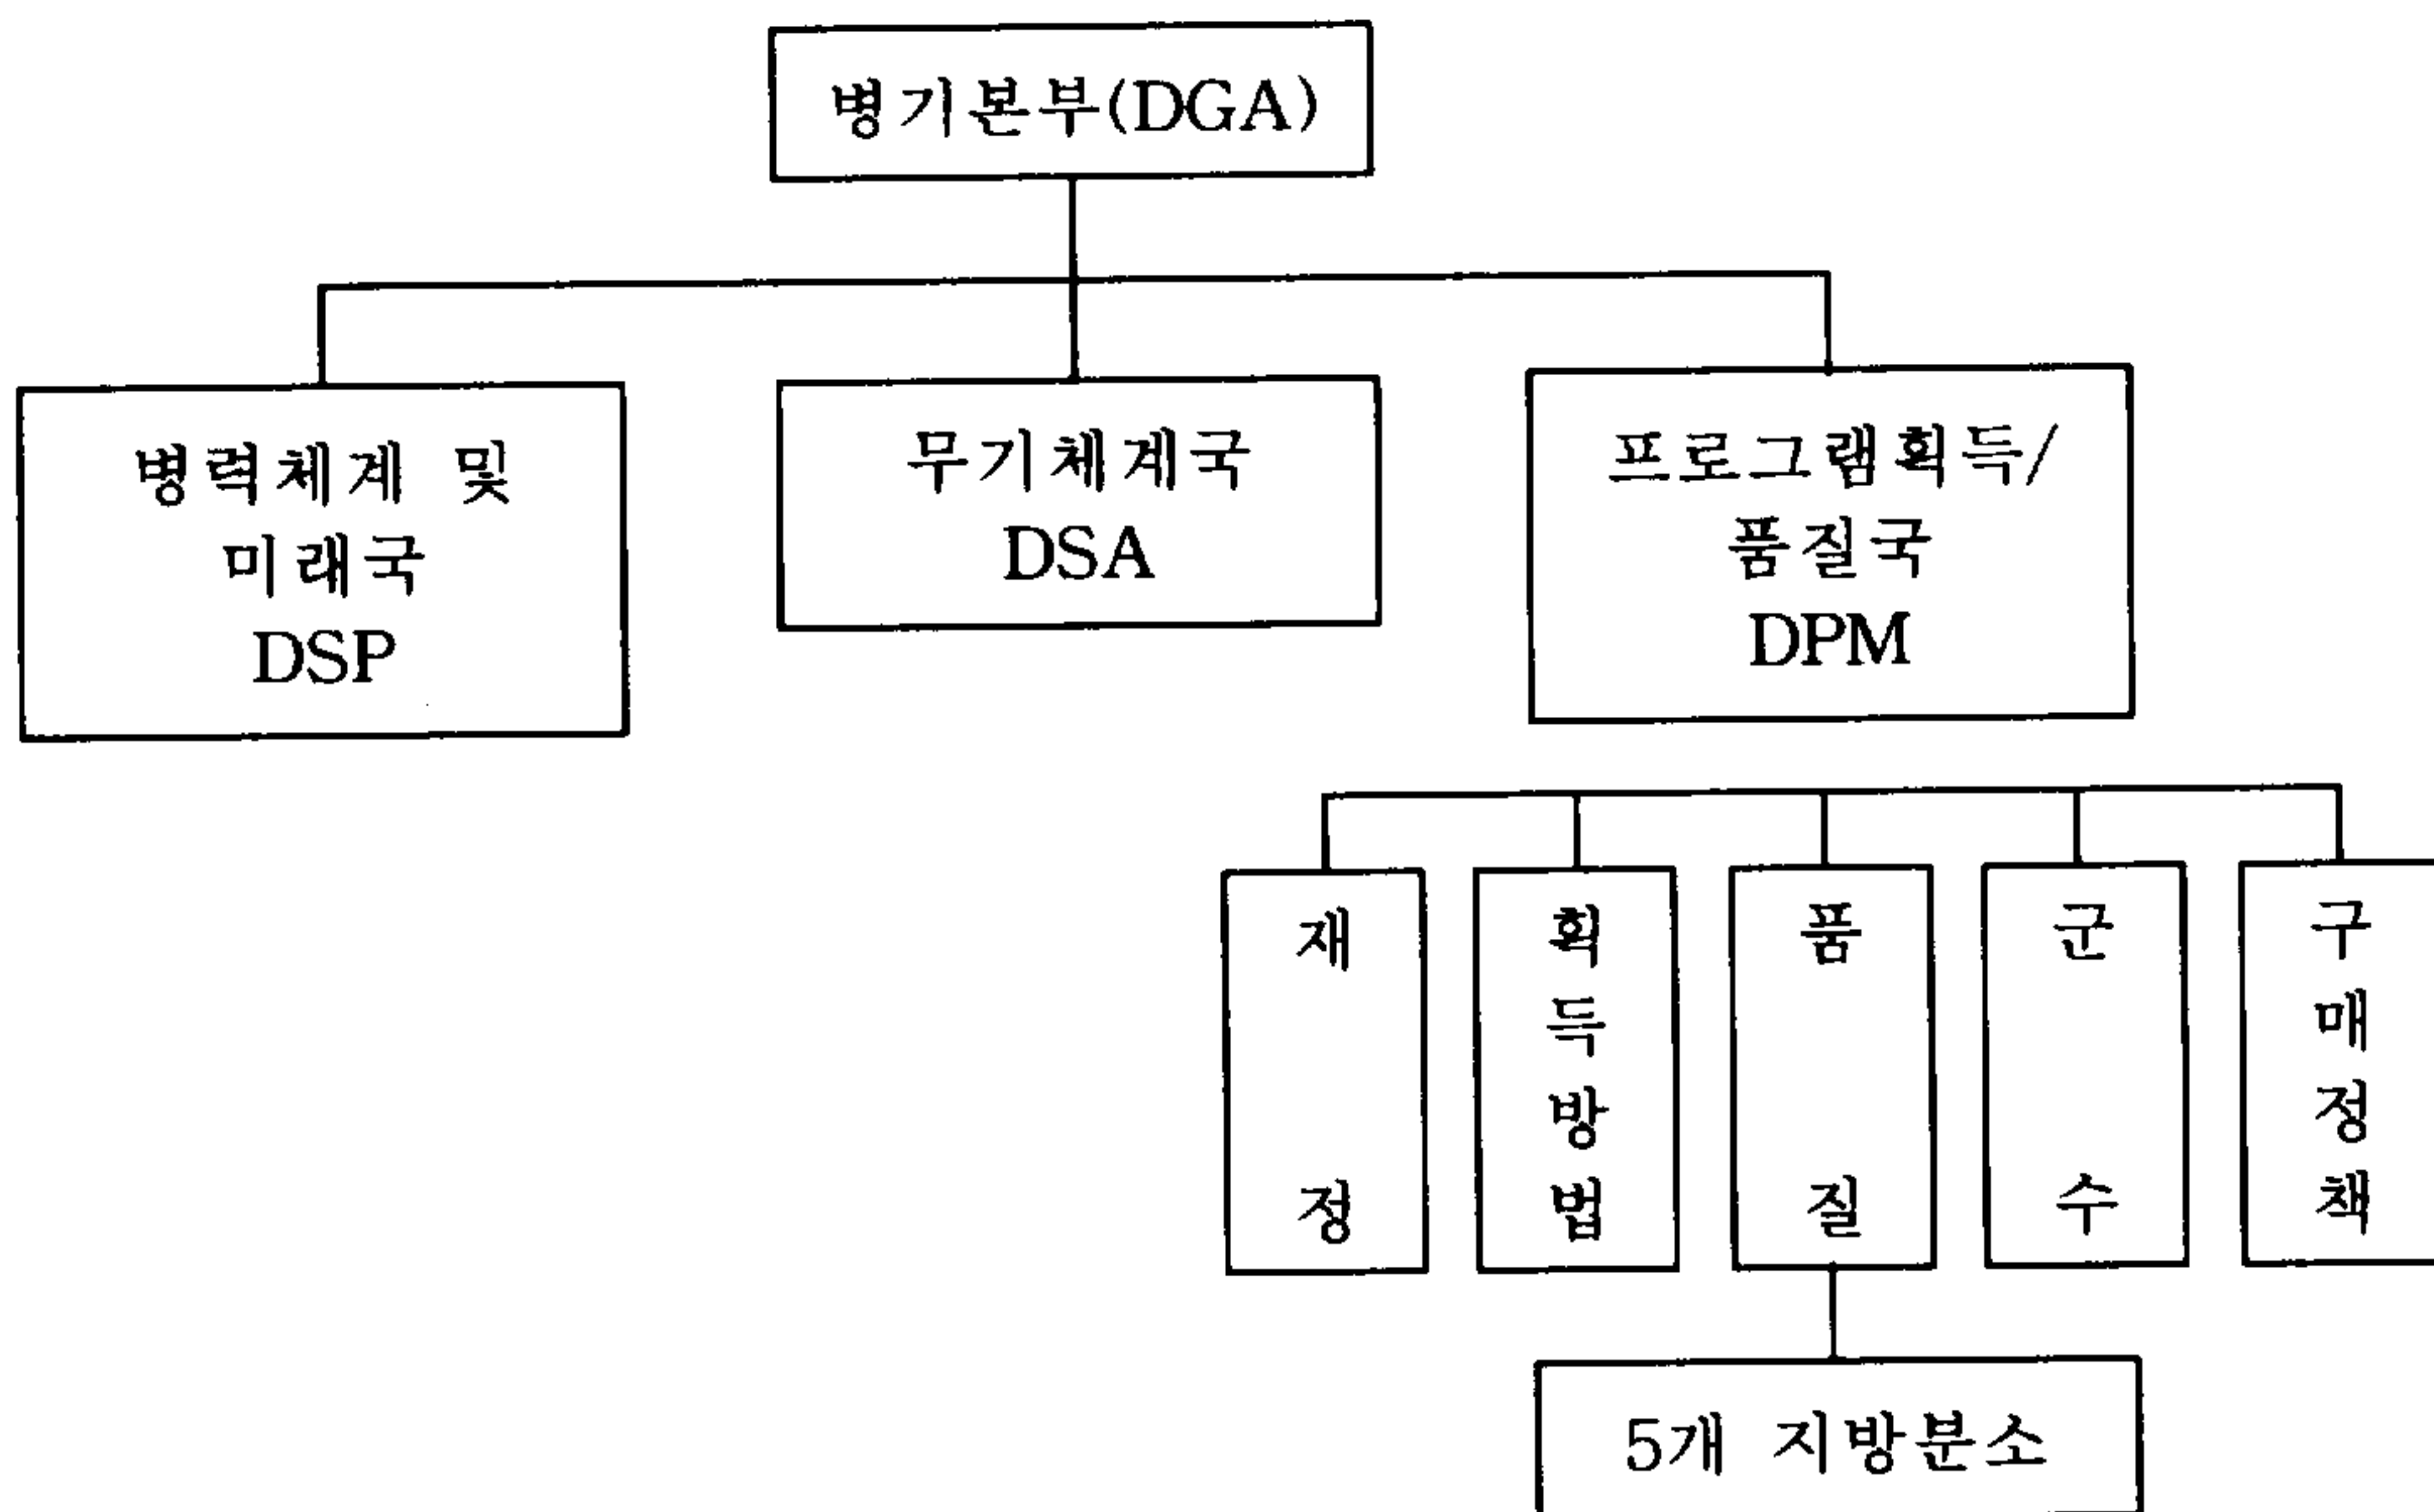 병기본부(DGA)
병력체계 및
미래국
DSP
무기체계국
DSA
프로그램획득/
품질국
DPM
재정
획득방법
품질
군수
구매정책
5개 지방분소